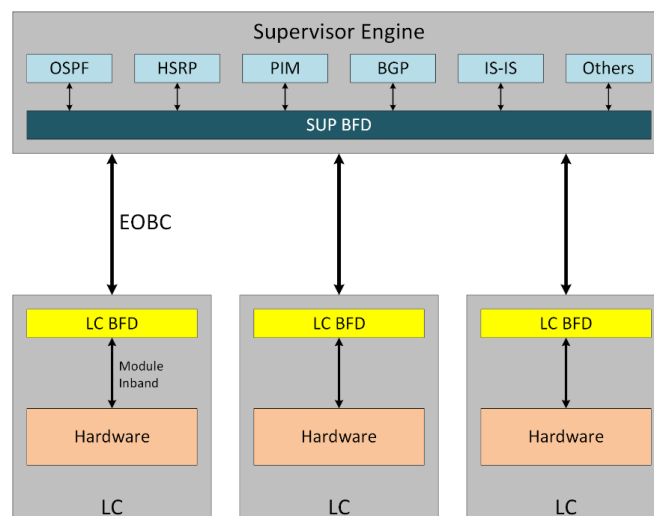 Supervisor Engine
OSPF
HSRP
PIM
BGP
IS-IS
Others
SUP BFD
EOBC
LC BFD
LC BFD
LC BFD
Module
Inband
Hardware
Hardware
Hardware
LC
LC
LC